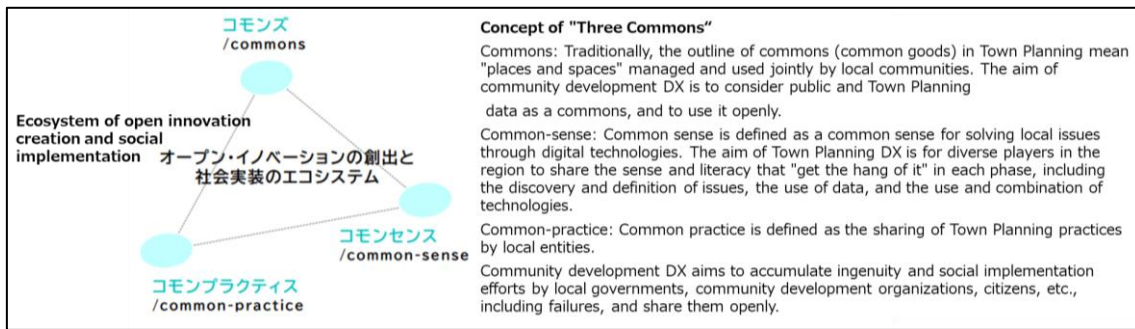 コモンズ
/commons
Ecosystem of open innovation
creation and social
implementation
オープン・イノベーションの創出と
社会実装のエコシステム
コモンセンス
/common-sense
コモンプラクティス
/common-practice
Concept of "Three Commons“
Commons: Traditionally, the outline of commons (common goods) in Town Planning mean
"places and spaces" managed and used jointly by local communities. The aim of
community development DX is to consider public and Town Planning
data as a commons, and to use it openly.
Common-sense: Common sense is defined as a common sense for solving local issues
through digital technologies. The aim of Town Planning DX is for diverse players in the
region to share the sense and literacy that "get the hang of it" in each phase, including
the discovery and definition of issues, the use of data, and the use and combination of
technologies.
Common-practice: Common practice is defined as the sharing of Town Planning practices
by local entities.
Community development DX aims to accumulate ingenuity and social implementation
efforts by local governments, community development organizations, citizens, etc.,
including failures, and share them openly.